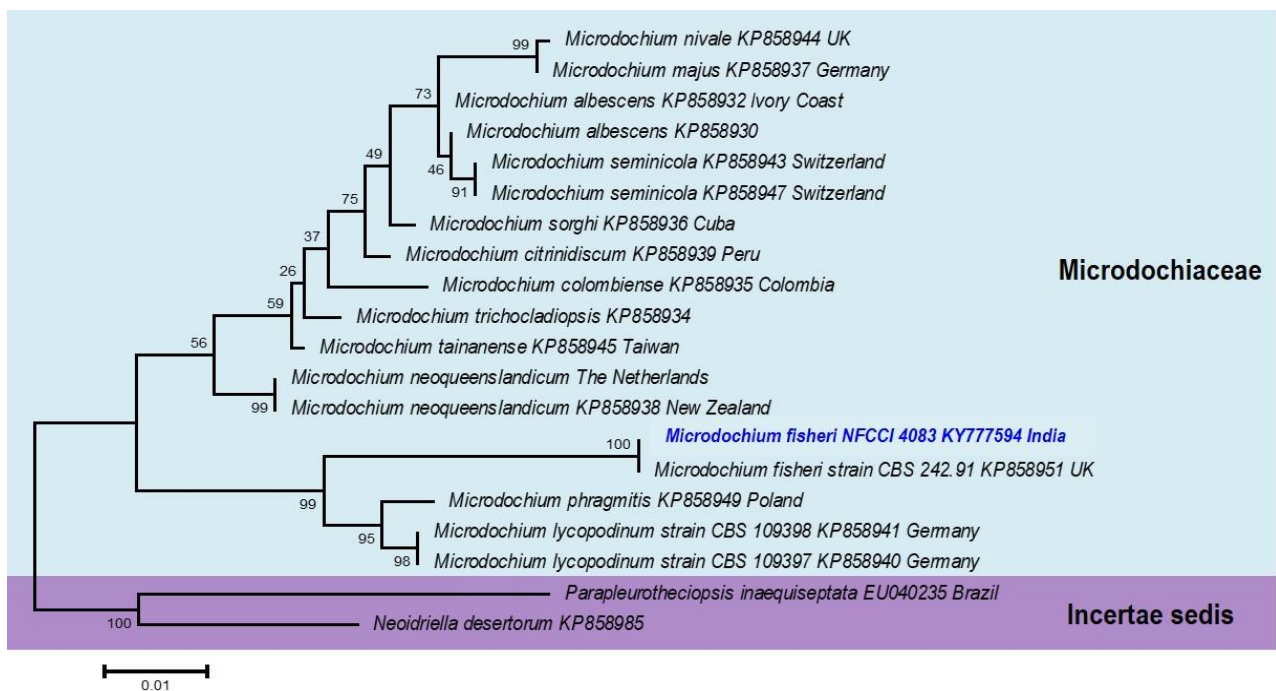 99
Microdochium nivale KP858944 UK
Microdochium majus KP858937 Germany
73
Microdochium albescens KP858932 Ivory Coast
Microdochium albescens KP858930
49
46
Microdochium seminicola KP858943 Switzerland
91
Microdochium seminicola KP858947 Switzerland
75
Microdochium sorghi KP858936 Cuba
37
Microdochium citrinidiscum KP858939 Peru
26
Microdochium colombiense KP858935 Colombia
Microdochiaceae
59
Microdochium trichocladiopsis KP858934
56
Microdochium tainanense KP858945 Taiwan
Microdochium neoqueenslandicum The Netherlands
99
Microdochium neoqueenslandicum KP858938 New Zealand
100
Microdochium fisheri NFCCI 4083 KY777594 India
Microdochium fisheri strain CBS 242.91 KP858951 UK
99
Microdochium phragmitis KP858949 Poland
95
Microdochium lycopodinum strain CBS 109398 KP858941 Germany
98
Microdochium lycopodinum strain CBS 109397 KP858940 Germany
Parapleurotheciopsis inaequiseptata EU040235 Brazil
100
Neoidriella desertorum KP858985
Incertae sedis
0.01